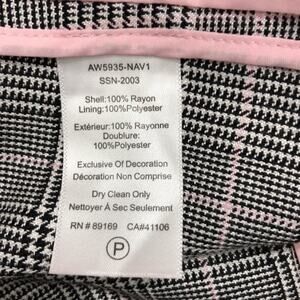 AW5935-NAV1
SSN-2003
Shell:100% Rayon
Lining:100%Polyester
Extérieur:100% Rayonne
Doublure:
100%Polyester
Exclusive Of Decoration
Décoration Non Comprise
Dry Clean Only
Nettoyer À Sec Seulement
RN # 89169 CA#41106
P